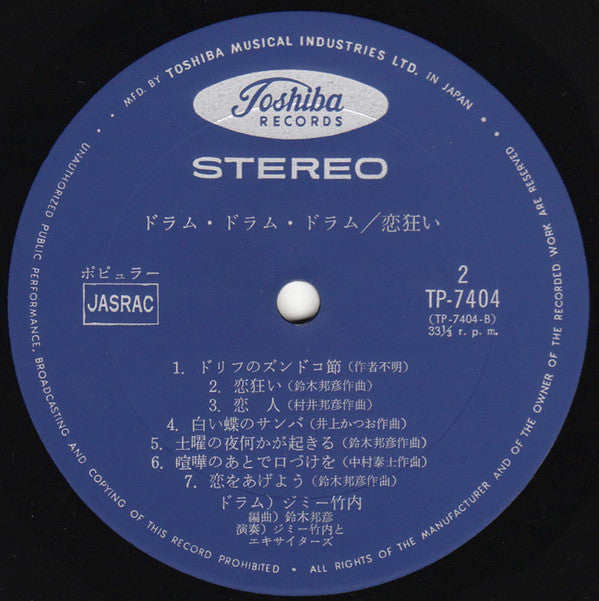 MFD. BY TOSHIBA MUSICAL INDUSTRIES LTD. IN JAPAN
Toshiba
RECORDS
STEREO
ドラム・ドラム・ドラム／恋狂い
ポピュラー
JASRAC
2
TP-7404
(TP-7404-B)
33⅓ r. p. m.
1. ドリフのズンドコ節(作者不明)
2. 恋狂い(鈴木邦彦作曲)
3. 恋 人(村井邦彦作曲)
4. 白い蝶のサンバ(井上かつお作曲)
5. 土曜の夜何かが起きる(鈴木邦彦作曲)
6. 喧嘩のあとで口づけを(中村泰士作曲)
7. 恋をあげよう(鈴木邦彦作曲)
ドラム)ジミー竹内
編曲)鈴木邦彦
演奏)ジミー竹内と
エキサイターズ
UNAUTHORIZED PUBLIC PERFORMANCE, BROADCASTING AND COPYING OF THIS RECORD PROHIBITED • ALL RIGHTS OF THE MANUFACTURER AND OF THE OWNER OF THE RECORDED WORK ARE RESERVED